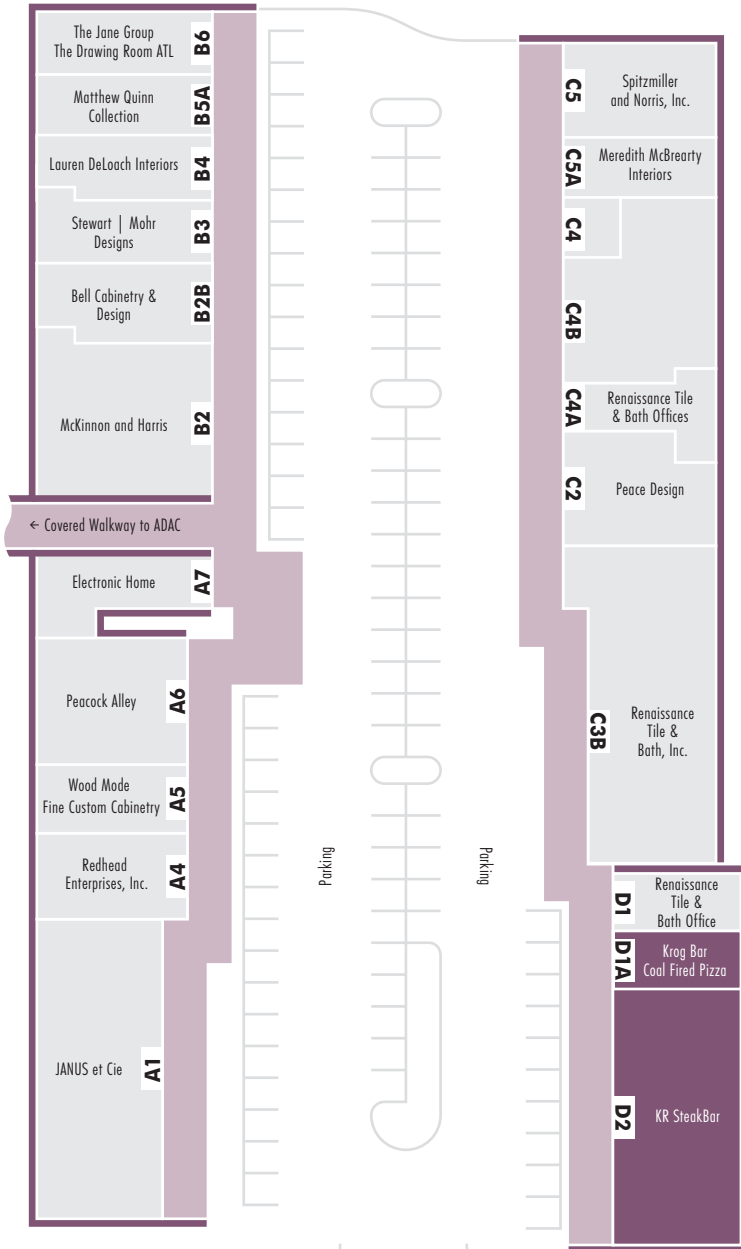 The Jane Group
The Drawing Room ATL
B6
Matthew Quinn
Collection
B5A
Lauren DeLoach Interiors
B4
Stewart | Mohr
Designs
B3
Bell Cabinetry &
Design
B2B
McKinnon and Harris
B2
← Covered Walkway to ADAC
Electronic Home
A7
Peacock Alley
A6
Wood Mode
Fine Custom Cabinetry
A5
Redhead
Enterprises, Inc.
A4
JANUS et Cie
A1
Parking
Parking
C5
Spitzmiller
and Norris, Inc.
C5A
Meredith McBrearty
Interiors
C4
C4B
C4A
Renaissance Tile
& Bath Offices
C2
Peace Design
C3B
Renaissance
Tile &
Bath, Inc.
D1
Renaissance
Tile &
Bath Office
D1A
Krog Bar
Coal Fired Pizza
D2
KR SteakBar